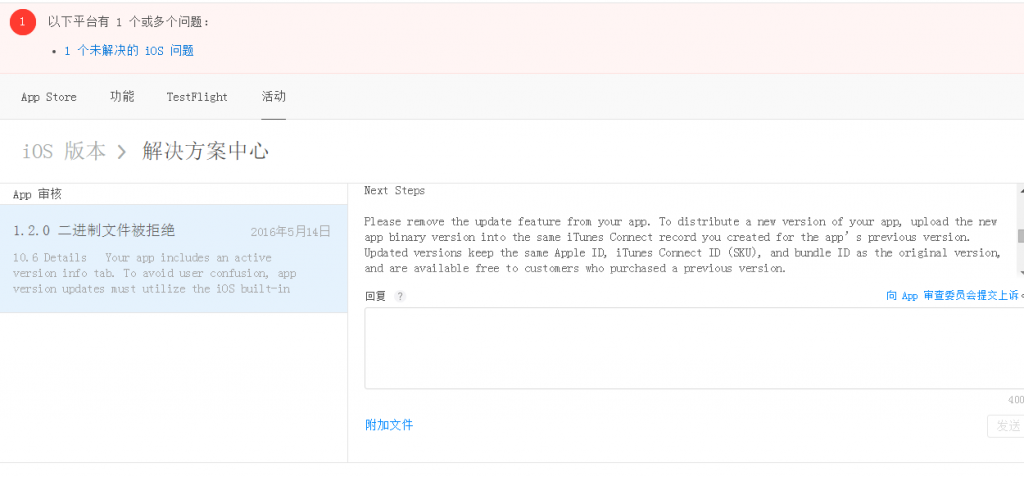 1 以下平台有 1 个或多个问题：
• 1 个未解决的 iOS 问题
App Store 功能 TestFlight 活动
iOS 版本 > 解决方案中心
App 审核
1.2.0 二进制文件被拒绝 2016年5月14日
10.6 Details Your app includes an active
version info tab. To avoid user confusion, app
version updates must utilize the iOS built-in
Next Steps
Please remove the update feature from your app. To distribute a new version of your app, upload the new
app binary version into the same iTunes Connect record you created for the app’s previous version.
Updated versions keep the same Apple ID, iTunes Connect ID (SKU), and bundle ID as the original version,
and are available free to customers who purchased a previous version.
回复 ?
向 App 审查委员会提交上诉
400
附加文件
发送